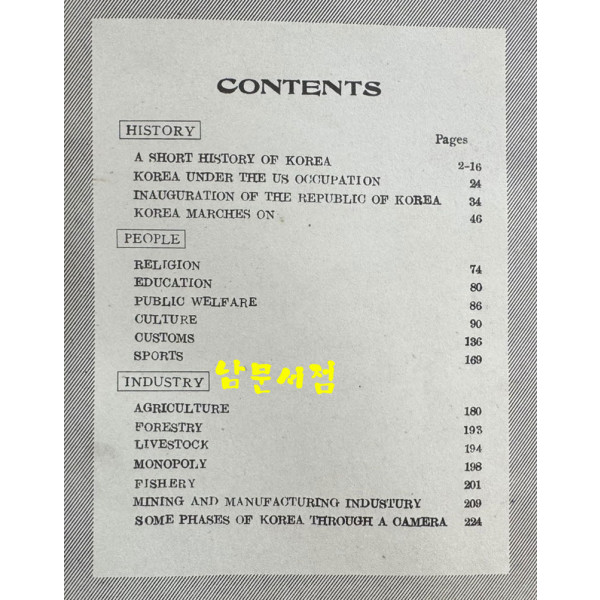 CONTENTS
HISTORY
Pages
A SHORT HISTORY OF KOREA 2-16
KOREA UNDER THE US OCCUPATION 24
INAUGURATION OF THE REPUBLIC OF KOREA 34
KOREA MARCHES ON 46
PEOPLE
RELIGION 74
EDUCATION 80
PUBLIC WELFARE 86
CULTURE 90
CUSTOMS 136
SPORTS 169
INDUSTRY 남문서점
AGRICULTURE 180
FORESTRY 193
LIVESTOCK 194
MONOPOLY 198
FISHERY 201
MINING AND MANUFACTURING INDUSTURY 209
SOME PHASES OF KOREA THROUGH A CAMERA 224